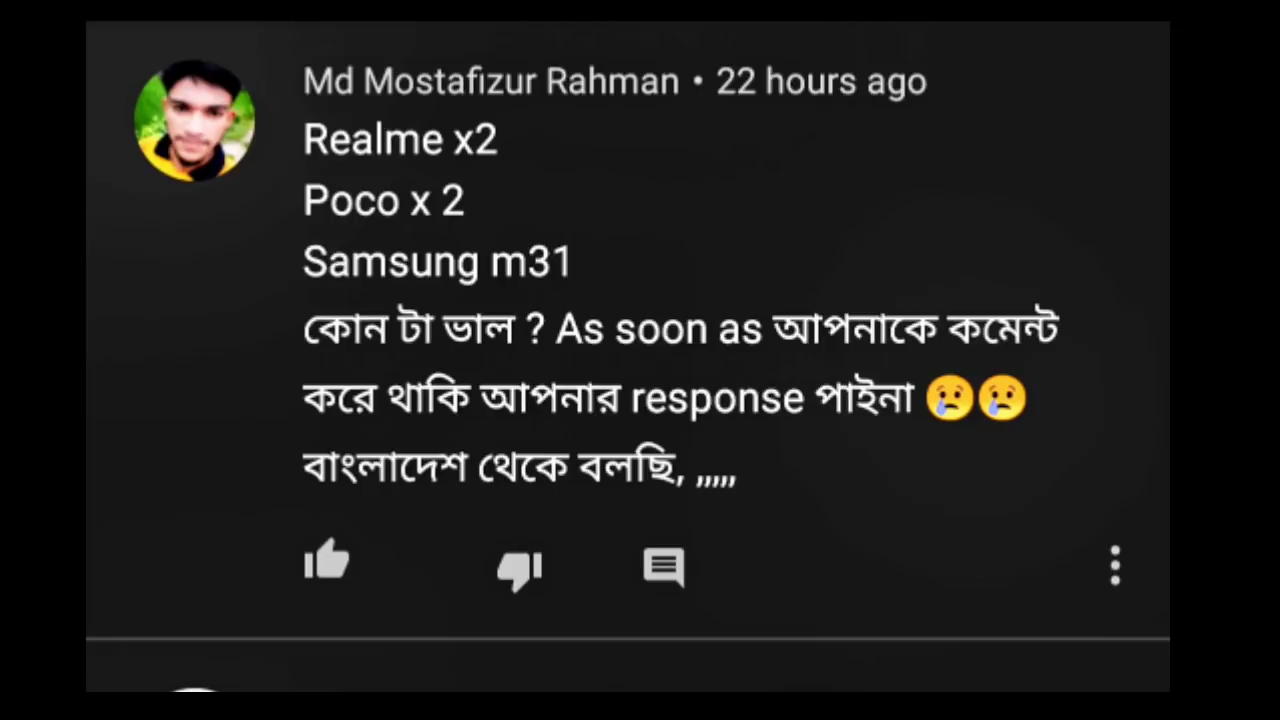 Md Mostafizur Rahman • 22 hours ago
Realme x2
Poco x 2
Samsung m31
কোন টা ভাল ? As soon as আপনাকে কমেন্ট
করে থাকি আপনার response পাইনা 😢😢
বাংলাদেশ থেকে বলছি, ,,,,,